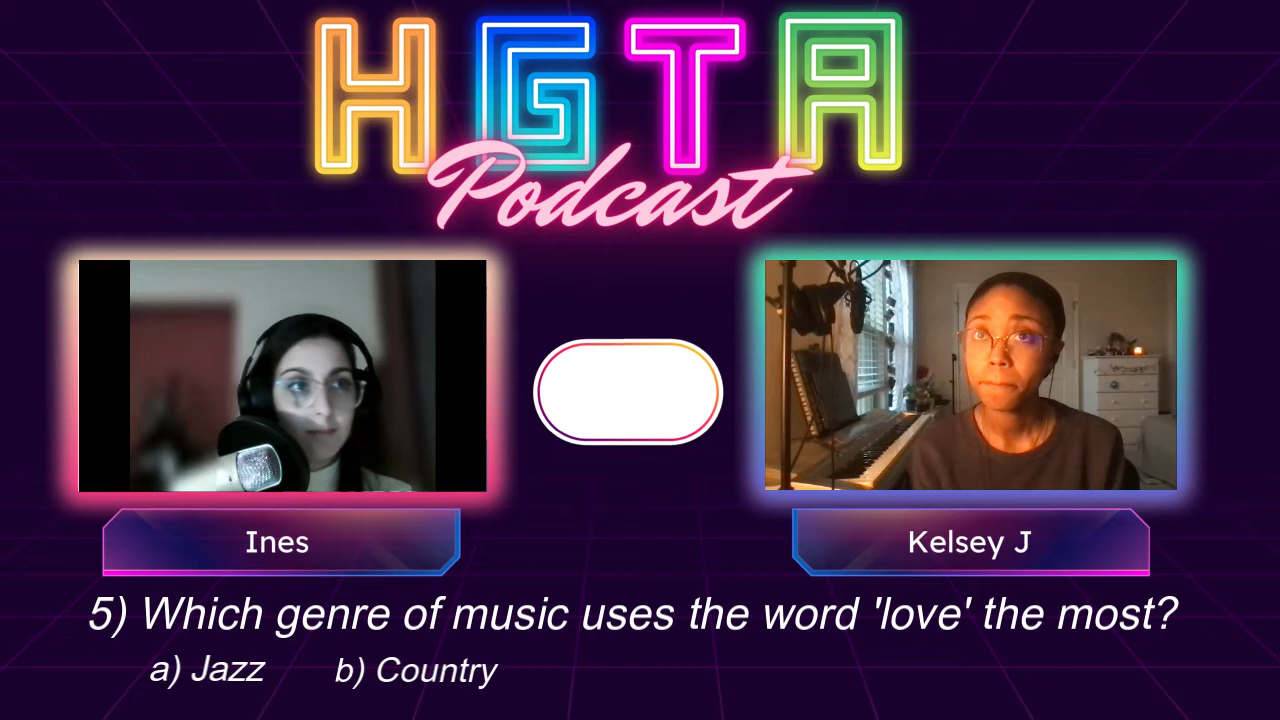 HGTA
Podcast
Ines
Kelsey J
5) Which genre of music uses the word 'love' the most?
a) Jazz b) Country